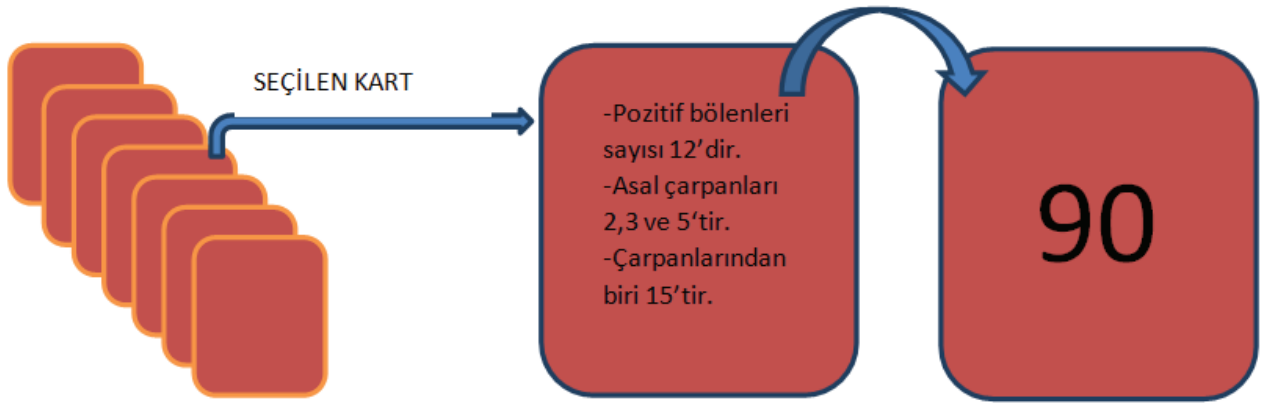 SEÇİLEN KART
-Pozitif bölenleri
sayısı 12’dir.
-Asal çarpanları
2,3 ve 5‘tir.
-Çarpanlarından
biri 15’tir.
90